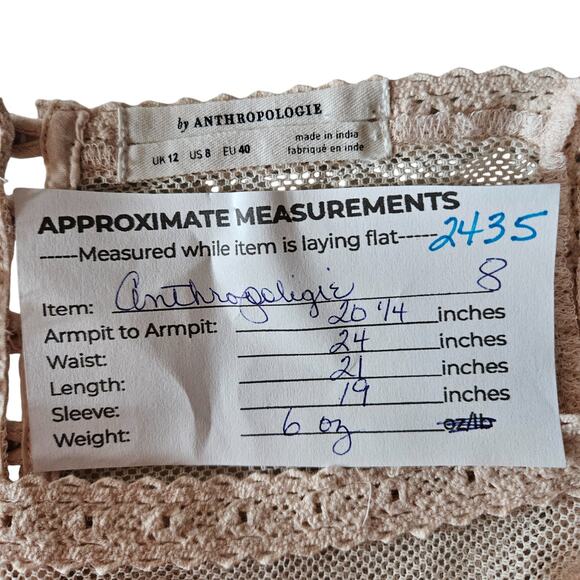 by ANTHROPOLOGIE
made in india
UK 12 US 8 EU 40 fabriqué en inde
APPROXIMATE MEASUREMENTS
-----Measured while item is laying flat----- 2435
Item: Anthropoligie 8
Armpit to Armpit: 20 1/4 inches
Waist: 24 inches
Length: 21 inches
Sleeve: 19 inches
Weight: 6 oz oz/lb